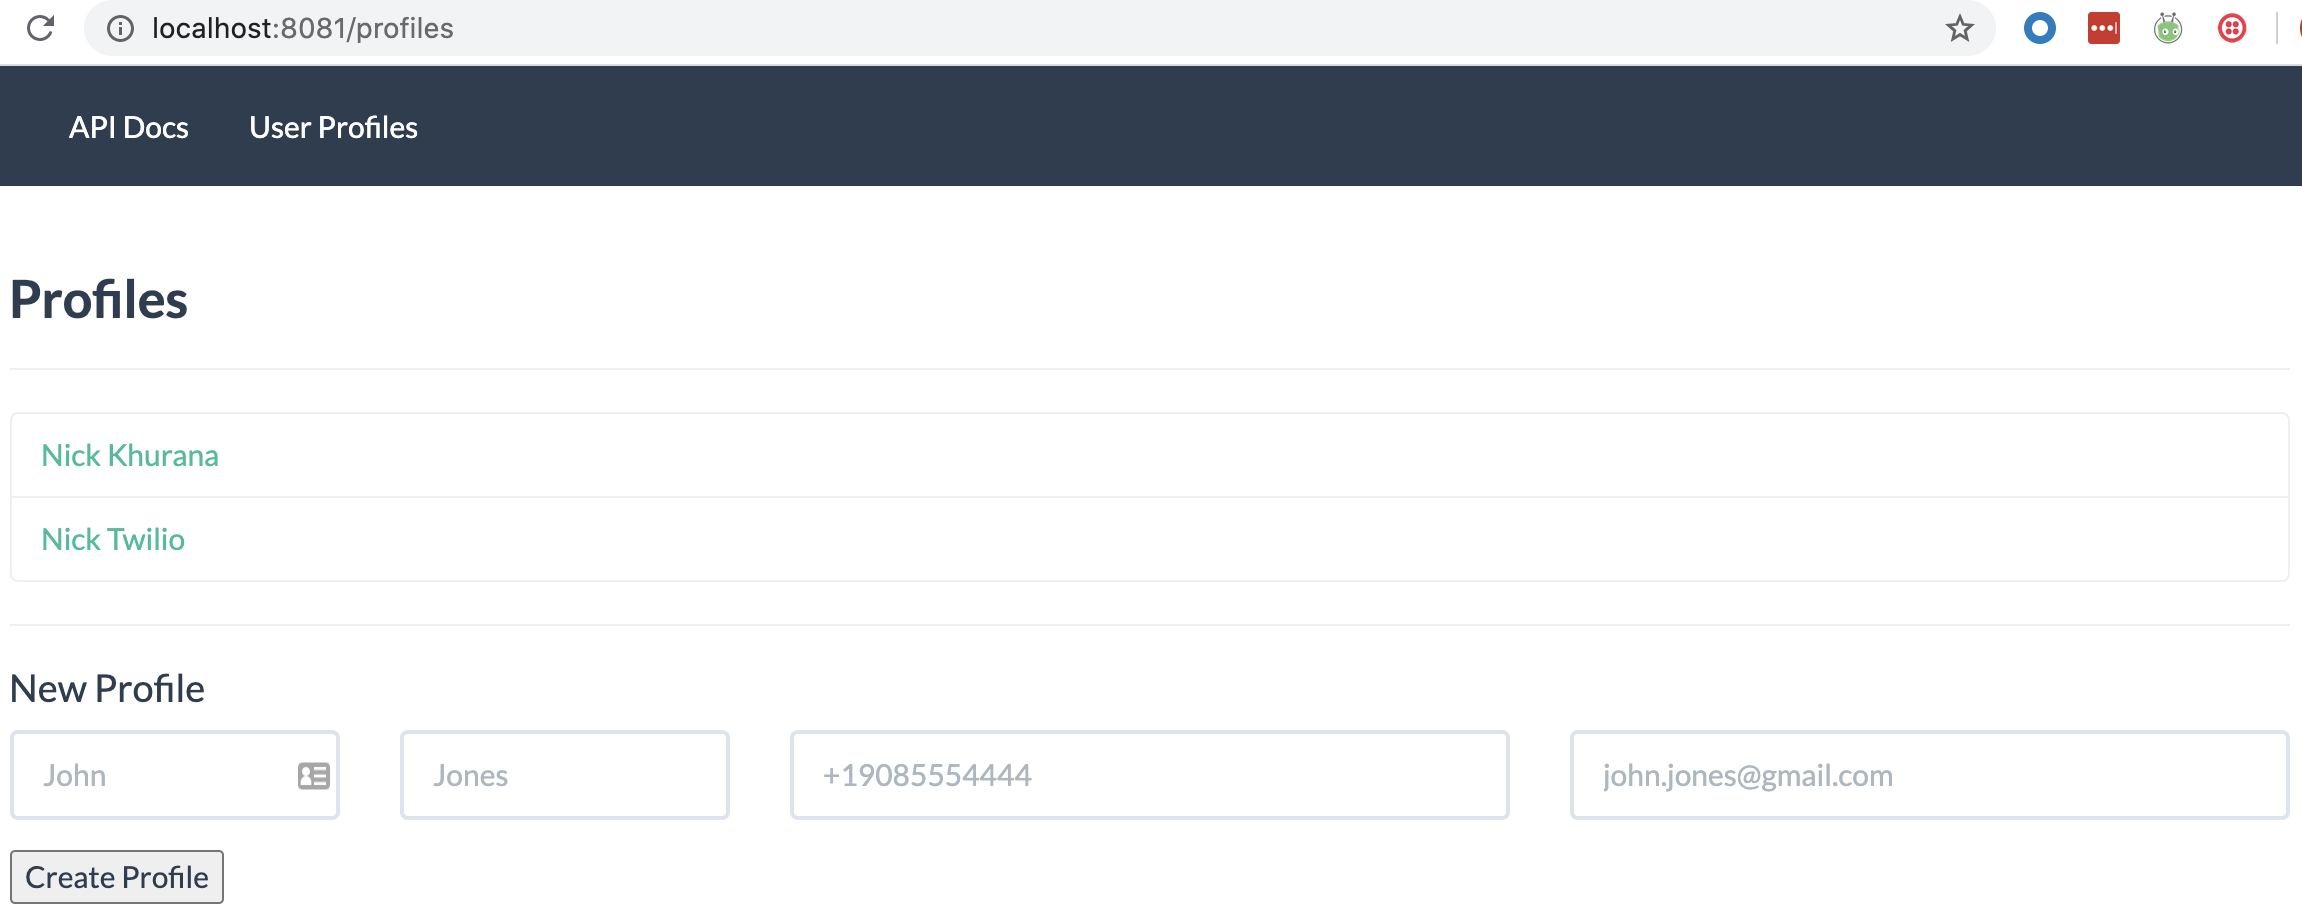 localhost:8081/profiles
API Docs User Profiles
Profiles
Nick Khurana
Nick Twilio
New Profile
John Jones +19085554444 john.jones@gmail.com
Create Profile